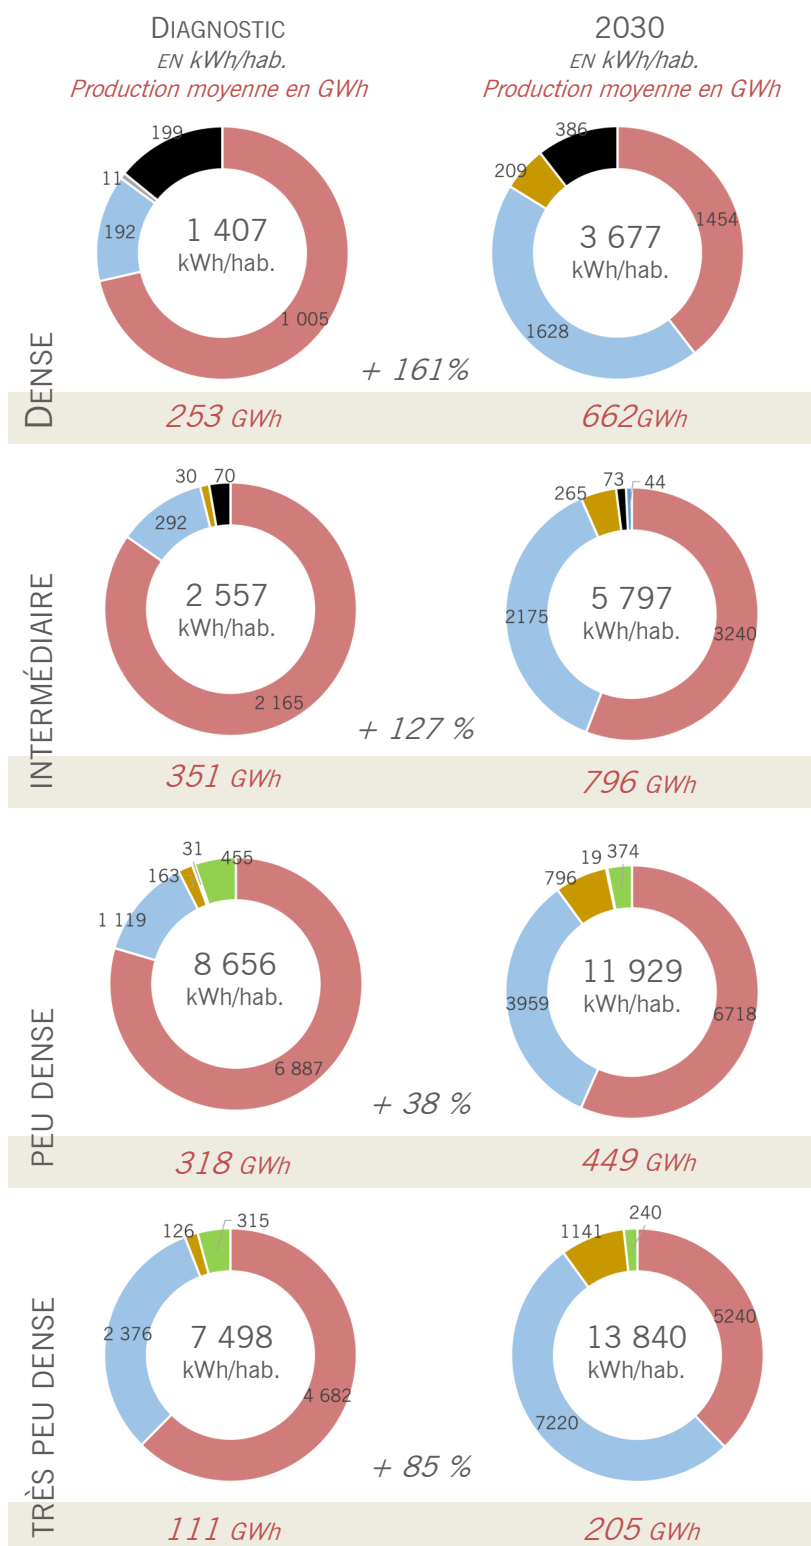 DIAGNOSTIC
EN kWh/hab.
Production moyenne en GWh
2030
EN kWh/hab.
Production moyenne en GWh
DENSE
199
11
192
1 407
kWh/hab.
1 005
386
209
1454
3 677
kWh/hab.
1628
+ 161%
253 GWh
662GWh
INTERMÉDIAIRE
30
70
292
2 557
kWh/hab.
2 165
265
73
44
2175
5 797
kWh/hab.
3240
+ 127 %
351 GWh
796 GWh
PEU DENSE
31
455
163
1 119
8 656
kWh/hab.
6 887
19
374
796
11 929
kWh/hab.
3959
6718
+ 38 %
318 GWh
449 GWh
TRÈS PEU DENSE
126
315
2 376
7 498
kWh/hab.
4 682
240
1141
5240
13 840
kWh/hab.
7220
+ 85 %
111 GWh
205 GWh